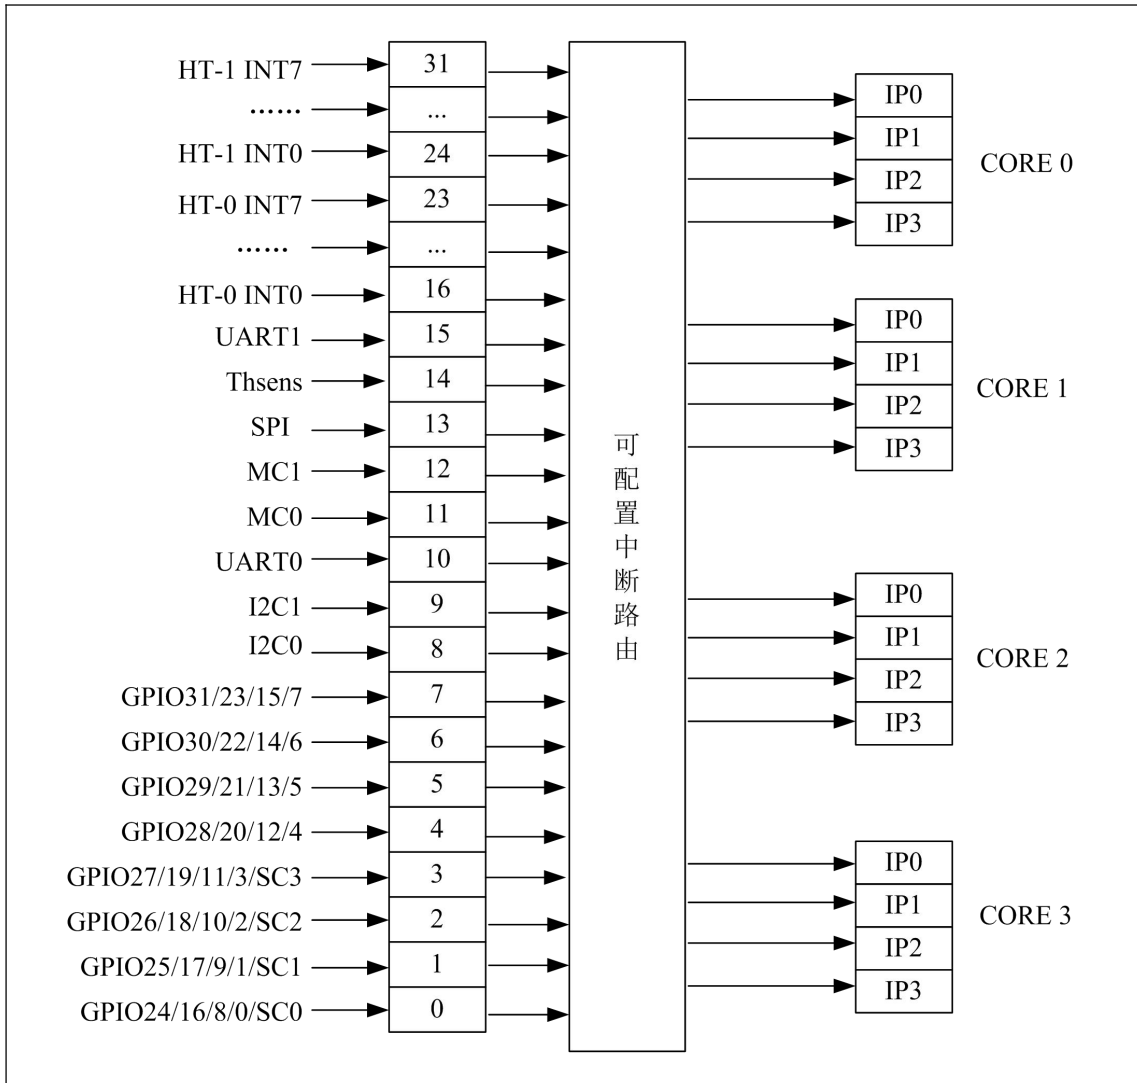 HT-1 INT7 31
…… ...
HT-1 INT0 24
HT-0 INT7 23
…… ...
HT-0 INT0 16
UART1 15
Thsens 14
SPI 13
MC1 12
MC0 11
UART0 10
I2C1 9
I2C0 8
GPIO31/23/15/7 7
GPIO30/22/14/6 6
GPIO29/21/13/5 5
GPIO28/20/12/4 4
GPIO27/19/11/3/SC3 3
GPIO26/18/10/2/SC2 2
GPIO25/17/9/1/SC1 1
GPIO24/16/8/0/SC0 0
可配置中断路由
IP0
IP1
IP2
IP3
CORE 0
IP0
IP1
IP2
IP3
CORE 1
IP0
IP1
IP2
IP3
CORE 2
IP0
IP1
IP2
IP3
CORE 3